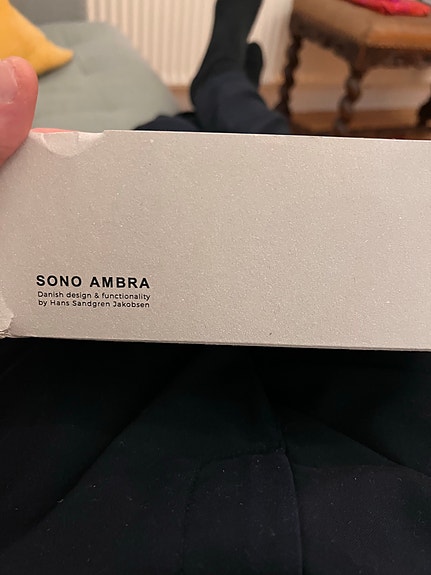 SONO AMBRA
Danish design & functionality
by Hans Sandgren Jakobsen